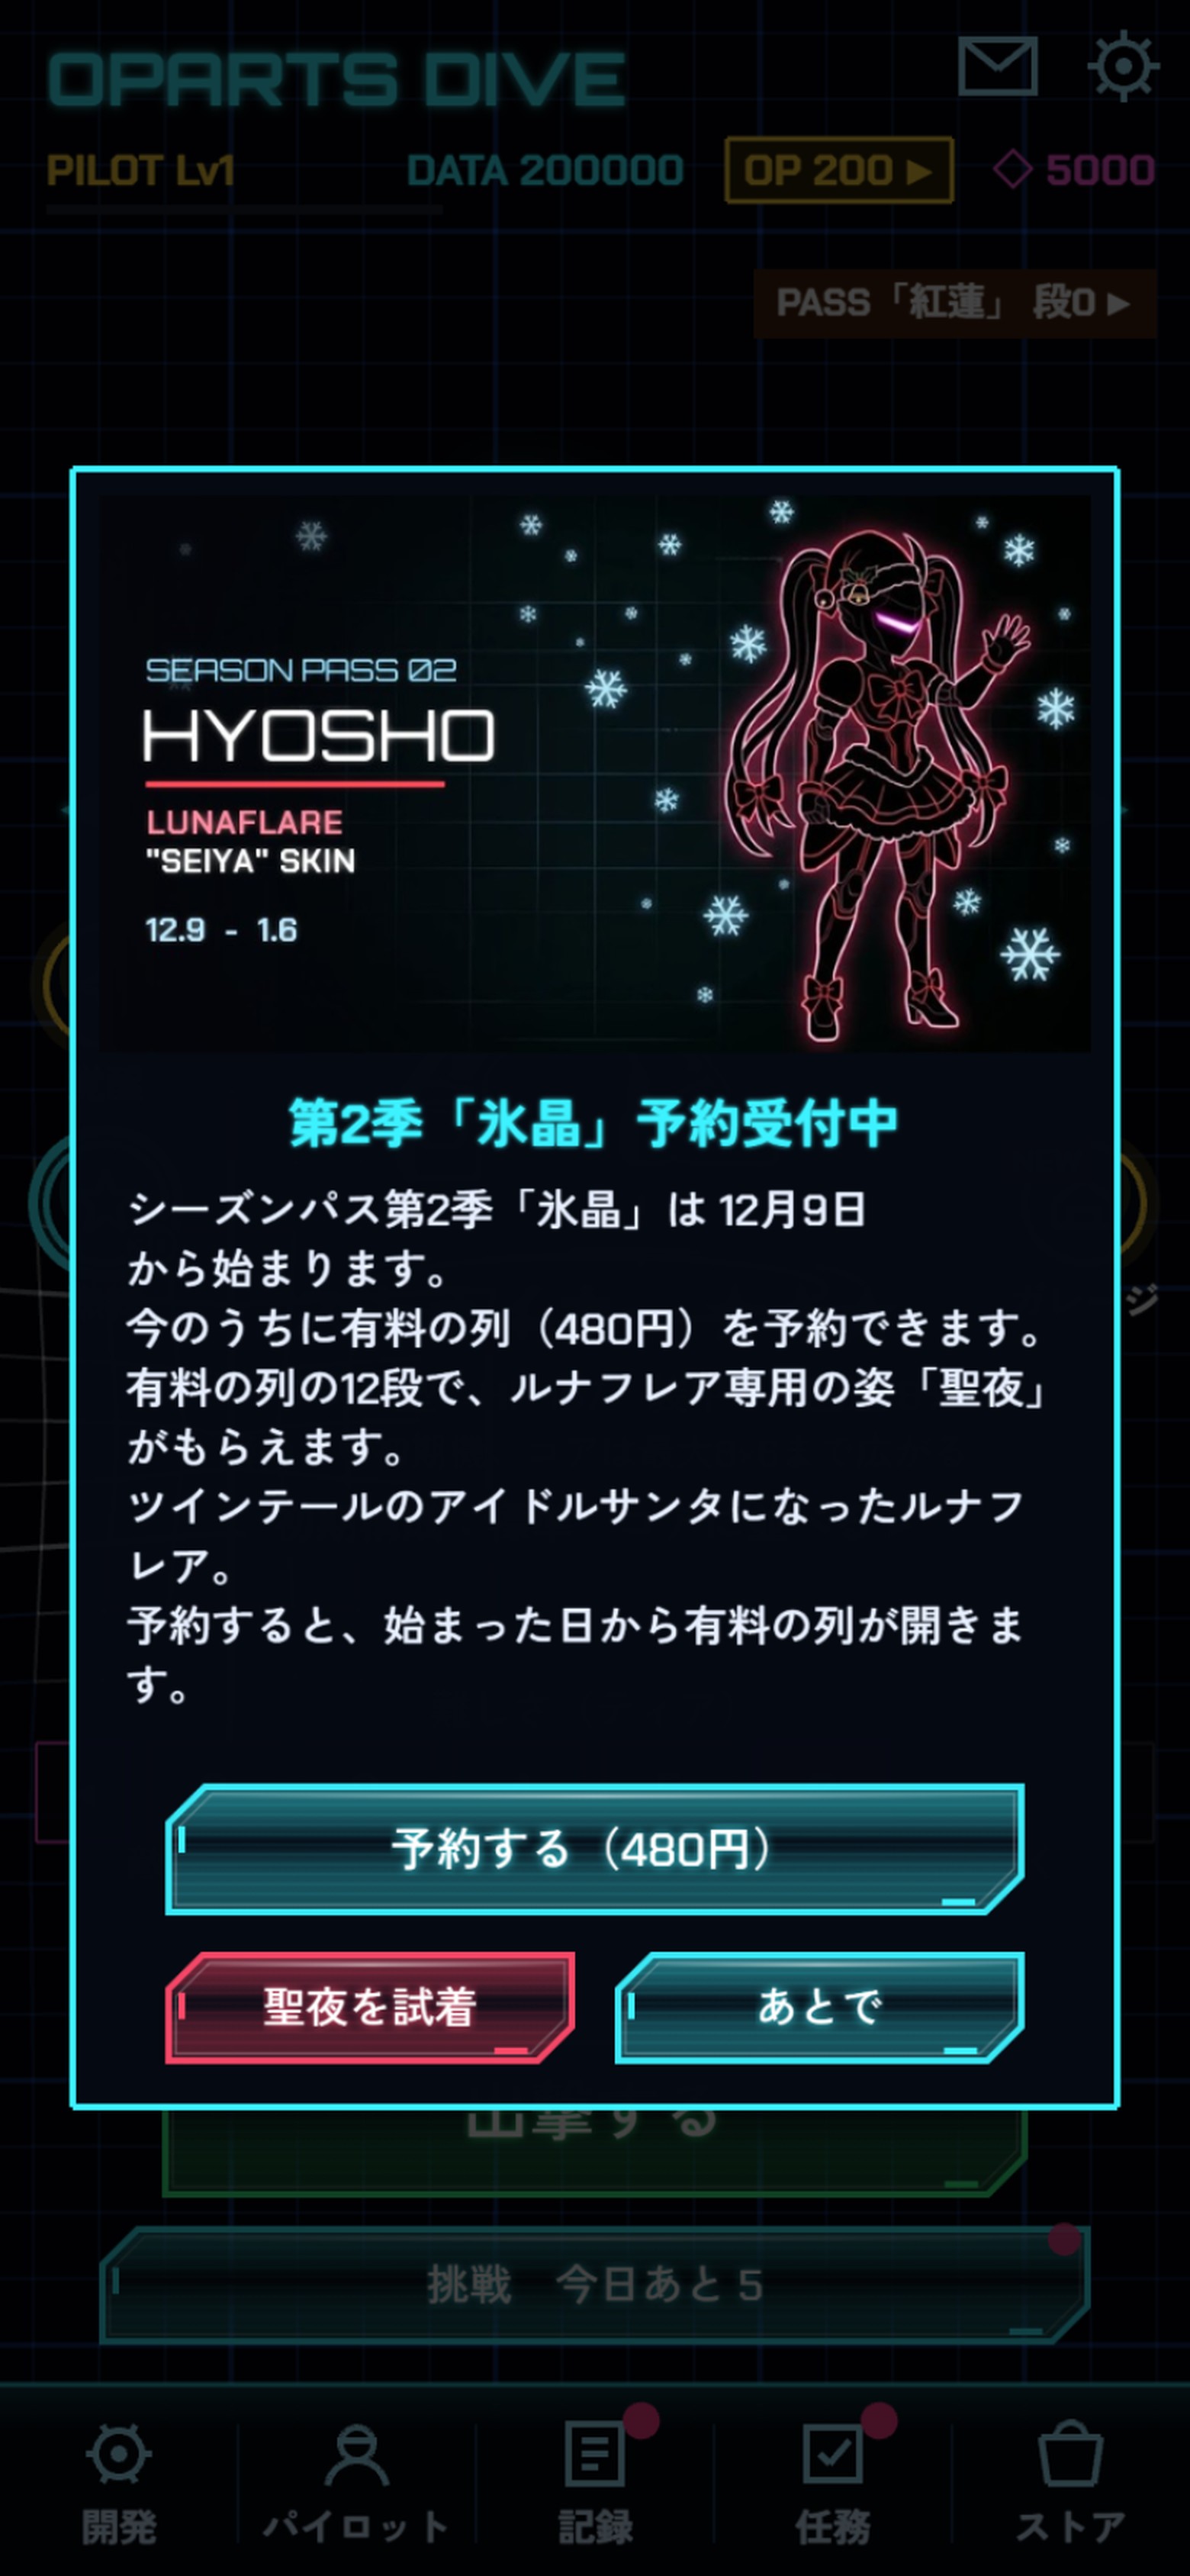 OPARTS DIVE
PILOT Lv1 DATA 200000 OP 200 ▶ ◇ 5000
PASS「紅蓮」 段0 ▶
SEASON PASS 02
HYOSHO
LUNAFLARE
"SEIYA" SKIN
12.9 - 1.6
第2季「氷晶」予約受付中
シーズンパス第2季「氷晶」は 12月9日
から始まります。
今のうちに有料の列（480円）を予約できます。
有料の列の12段で、ルナフレア専用の姿「聖夜」
がもらえます。
ツインテールのアイドルサンタになったルナフ
レア。
予約すると、始まった日から有料の列が開きま
す。
ジ
予約する（480円）
聖夜を試着 あとで
出撃する
挑戦　今日あと 5
開発 パイロット 記録 任務 ストア